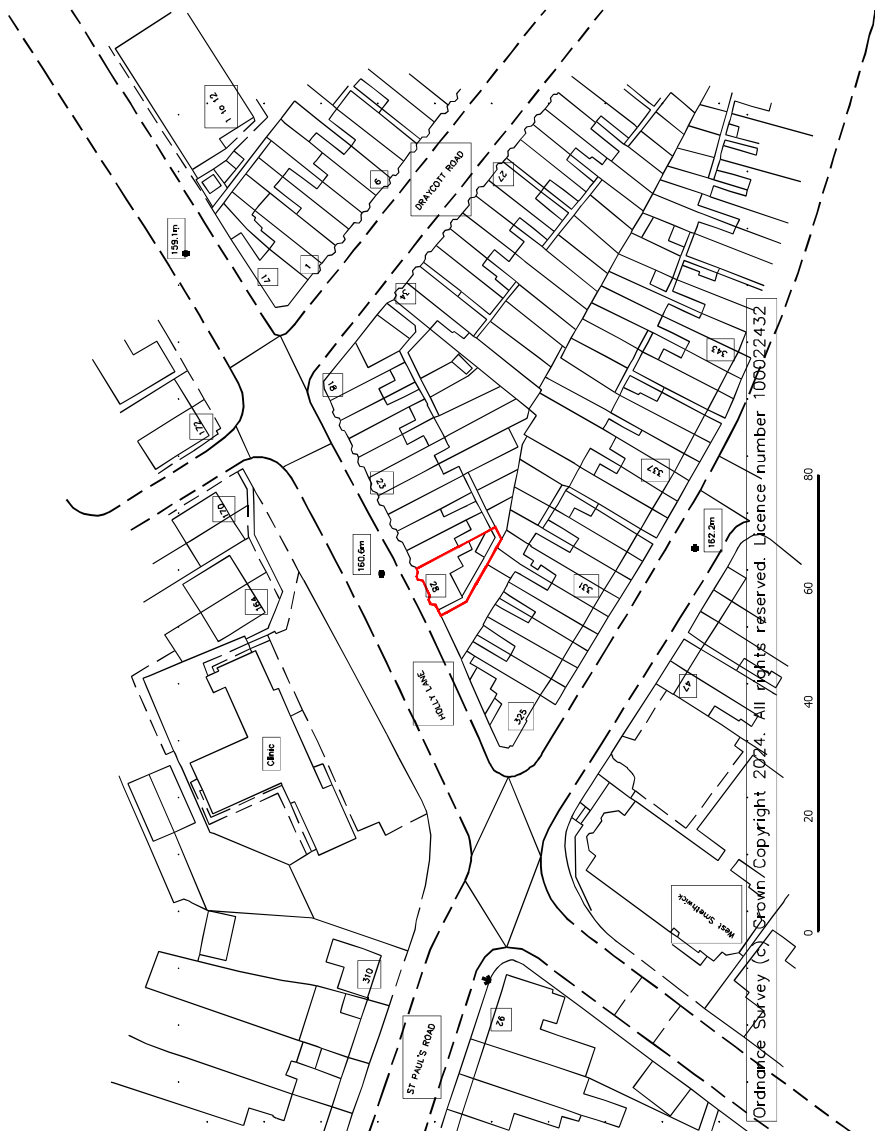 1 to 12
159.1m
9
DRAYCOTT ROAD
27
17
1
34
18
172
343
23
170
337
160.6m
162.2m
28
331
164
HOLLY LANE
47
325
Clinic
West Smethwick
310
92
ST PAUL'S ROAD
0
20
40
60
80
Ordnance Survey (c) Crown Copyright 2024. All rights reserved. Licence number 100022432